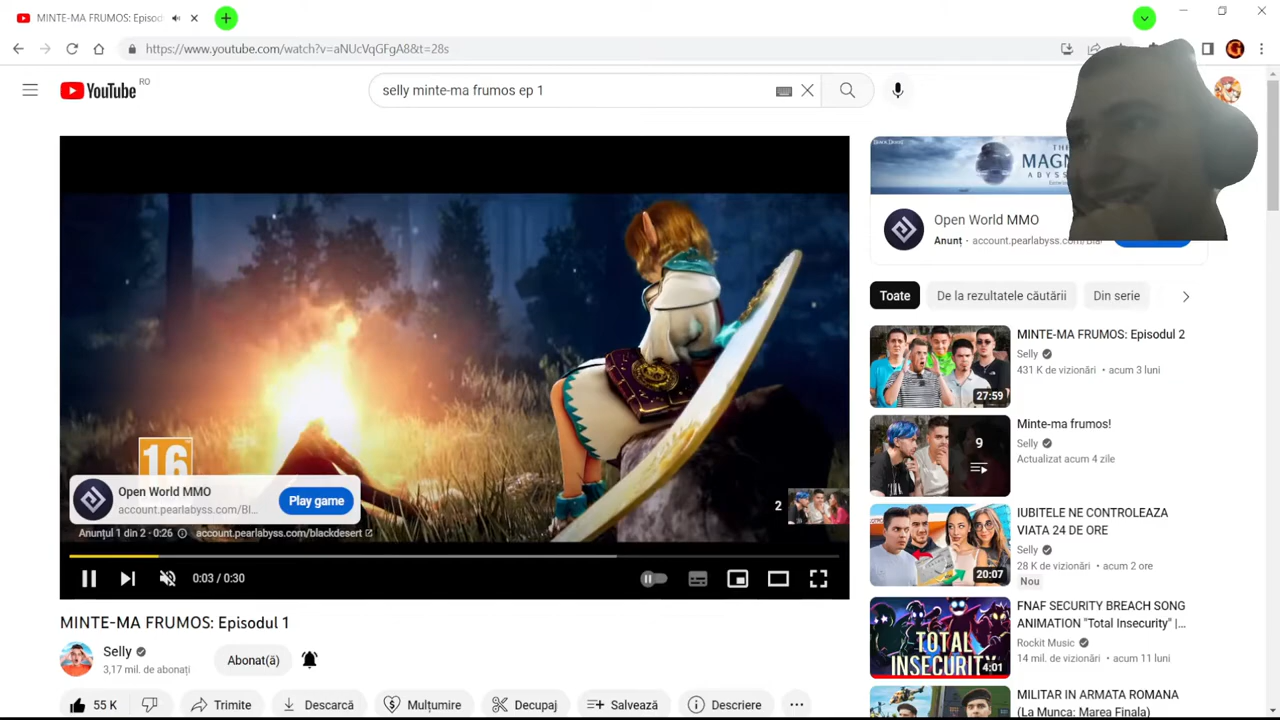 MINTE-MA FRUMOS: Episod
https://www.youtube.com/watch?v=aNUcVqGFgA8&t=28s
YouTube RO
selly minte-ma frumos ep 1
16
Open World MMO
account.pearlabyss.com/Bl...
Play game
Anunțul 1 din 2 · 0:26
account.pearlabyss.com/blackdesert
2
0:03 / 0:30
MINTE-MA FRUMOS: Episodul 1
Selly
3,17 mil. de abonați
Abonat(ă)
55 K
Trimite
Descarcă
Mulțumire
Decupaj
Salvează
Descriere
Open World MMO
Anunț · account.pearlabyss.com/Bla
Toate
De la rezultatele căutării
Din serie
MINTE-MA FRUMOS: Episodul 2
Selly
431 K de vizionări • acum 3 luni
27:59
Minte-ma frumos!
Selly
Actualizat acum 4 zile
9
IUBITELE NE CONTROLEAZA
VIATA 24 DE ORE
Selly
28 K de vizionări • acum 2 ore
Nou
20:07
FNAF SECURITY BREACH SONG
ANIMATION "Total Insecurity" |...
Rockit Music
14 mil. de vizionări • acum 11 luni
TOTAL
INSECURITY
4:01
MILITAR IN ARMATA ROMANA
(La Munca: Marea Finala)